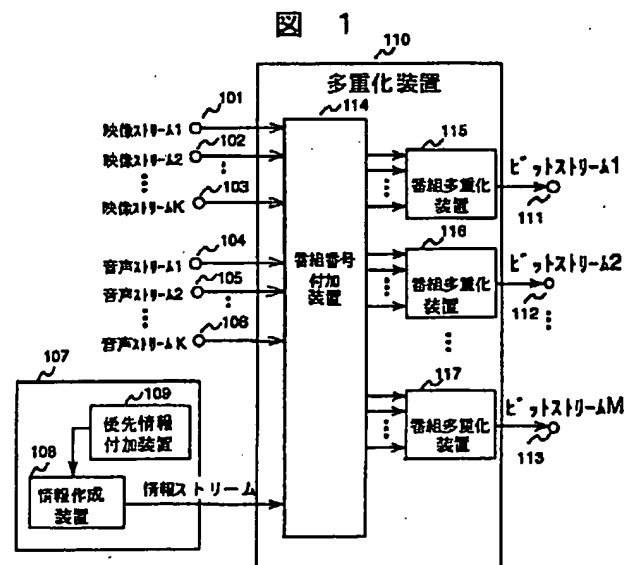 図 1
110
多重化装置
101
映像ストリーム1
114
102
映像ストリーム2
103
映像ストリームK
104
音声ストリーム1
105
音声ストリーム2
106
音声ストリームK
番組番号
付加
装置
115
番組多重化
装置
ビットストリーム1
111
116
番組多重化
装置
ビットストリーム2
112
117
番組多重化
装置
ビットストリームM
113
107
109
優先情報
付加装置
108
情報作成
装置
情報ストリーム